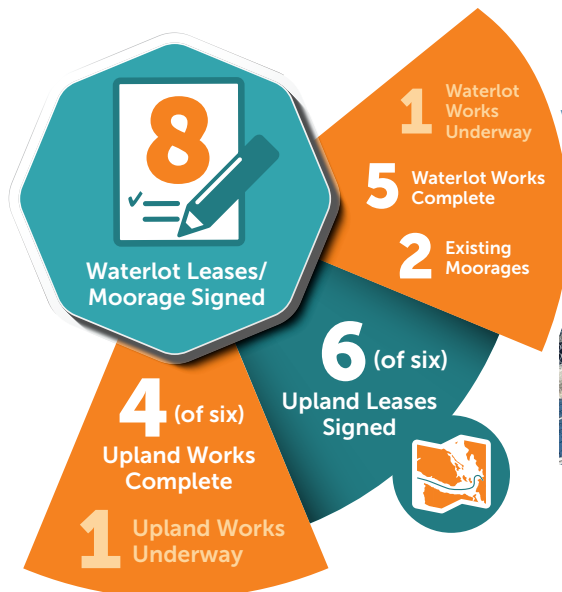 8
Waterlot Leases/
Moorage Signed
1 Waterlot
Works
Underway
5 Waterlot Works
Complete
2 Existing
Moorages
6 (of six)
Upland Leases
Signed
4 (of six)
Upland Works
Complete
1 Upland Works
Underway